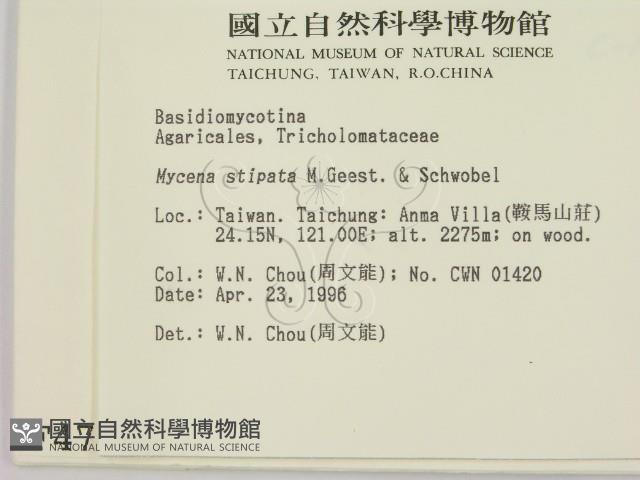 國立自然科學博物館
NATIONAL MUSEUM OF NATURAL SCIENCE
TAICHUNG, TAIWAN, R.O.CHINA
Basidiomycotina
Agaricales, Tricholomataceae
Mycena stipata M.Geest. & Schwobel
Loc.: Taiwan. Taichung: Anma Villa(鞍馬山莊)
24.15N, 121.00E; alt. 2275m; on wood.
Col.: W.N. Chou(周文能); No. CWN 01420
Date: Apr. 23, 1996
Det.: W.N. Chou(周文能)
47
國立自然科學博物館
NATIONAL MUSEUM OF NATURAL SCIENCE